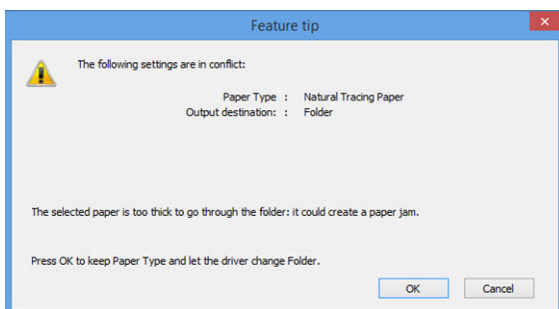 Feature tip
The following settings are in conflict:
Paper Type : Natural Tracing Paper
Output destination: : Folder
The selected paper is too thick to go through the folder: it could create a paper jam.
Press OK to keep Paper Type and let the driver change Folder.
OK Cancel